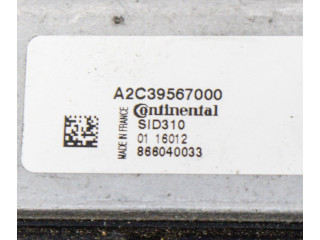 A2C39567000
Continental
SID310
01 16012
866040033
MADE IN FRANCE